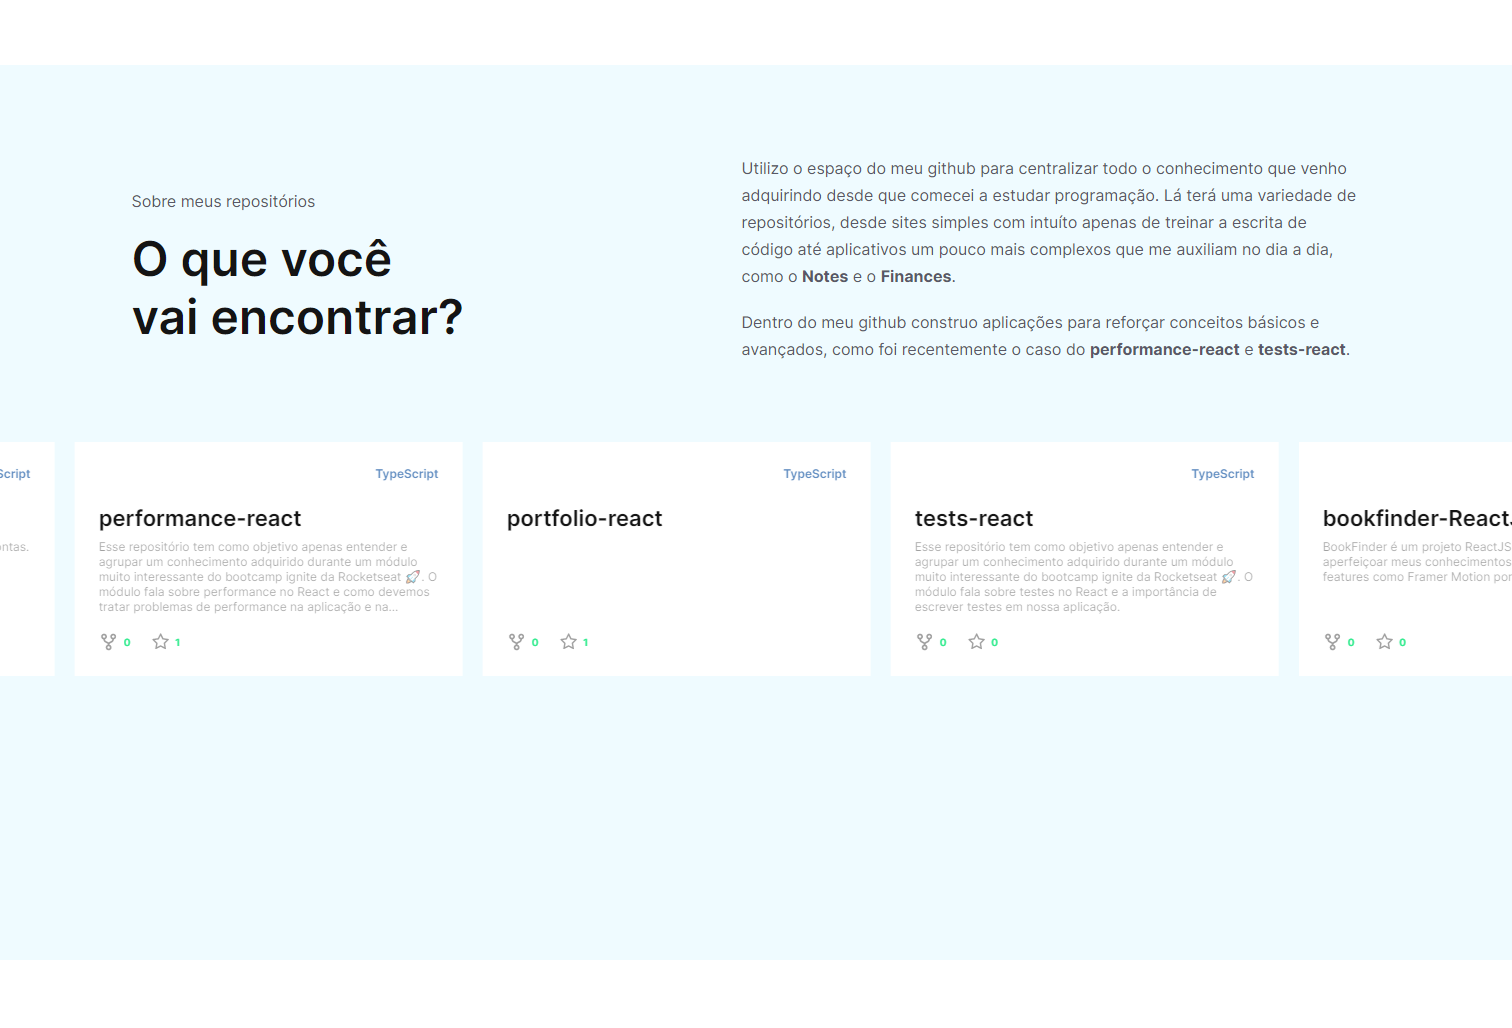 Sobre meus repositórios
O que você
vai encontrar?
Utilizo o espaço do meu github para centralizar todo o conhecimento que venho
adquirindo desde que comecei a estudar programação. Lá terá uma variedade de
repositórios, desde sites simples com intuíto apenas de treinar a escrita de
código até aplicativos um pouco mais complexos que me auxiliam no dia a dia,
como o Notes e o Finances.
Dentro do meu github construo aplicações para reforçar conceitos básicos e
avançados, como foi recentemente o caso do performance-react e tests-react.
Script
ontas.
TypeScript
performance-react
Esse repositório tem como objetivo apenas entender e
agrupar um conhecimento adquirido durante um módulo
muito interessante do bootcamp ignite da Rocketseat 🚀. O
módulo fala sobre performance no React e como devemos
tratar problemas de performance na aplicação e na...
0 1
TypeScript
portfolio-react
0 1
TypeScript
tests-react
Esse repositório tem como objetivo apenas entender e
agrupar um conhecimento adquirido durante um módulo
muito interessante do bootcamp ignite da Rocketseat 🚀. O
módulo fala sobre testes no React e a importância de
escrever testes em nossa aplicação.
0 0
bookfinder-ReactJ
BookFinder é um projeto ReactJS
aperfeiçoar meus conhecimentos
features como Framer Motion por
0 0